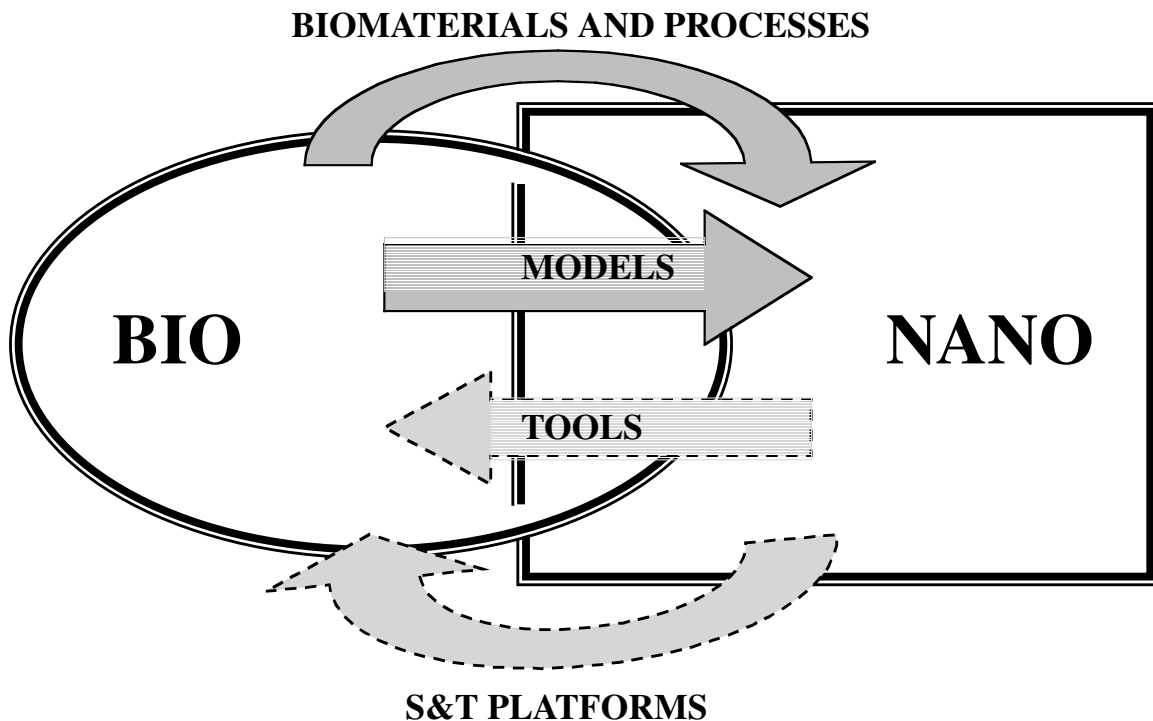 BIOMATERIALS AND PROCESSES
MODELS
BIO
NANO
TOOLS
S&T PLATFORMS